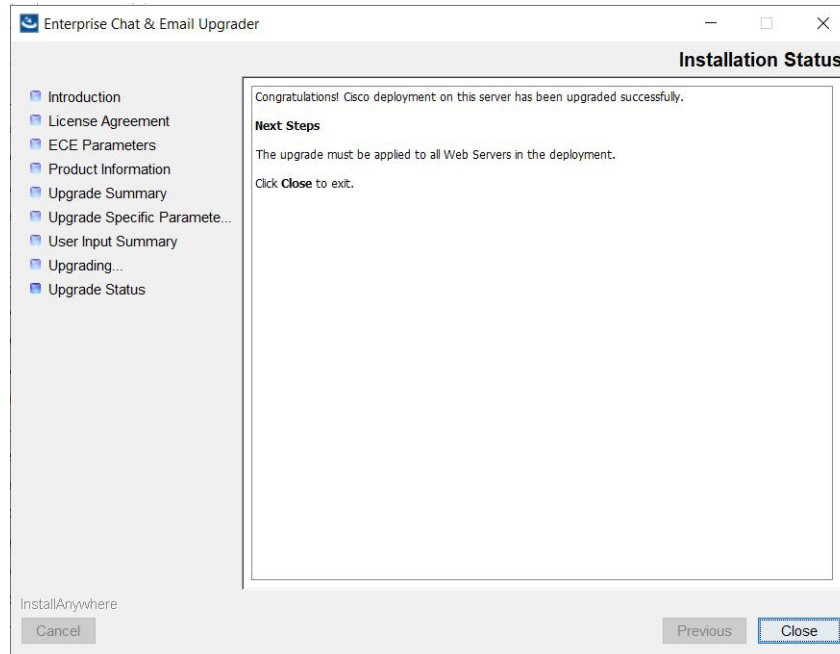 Enterprise Chat & Email Upgrader
Installation Status
Introduction
License Agreement
ECE Parameters
Product Information
Upgrade Summary
Upgrade Specific Paramete...
User Input Summary
Upgrading...
Upgrade Status
Congratulations! Cisco deployment on this server has been upgraded successfully.
Next Steps
The upgrade must be applied to all Web Servers in the deployment.
Click Close to exit.
InstallAnywhere
Cancel
Previous
Close